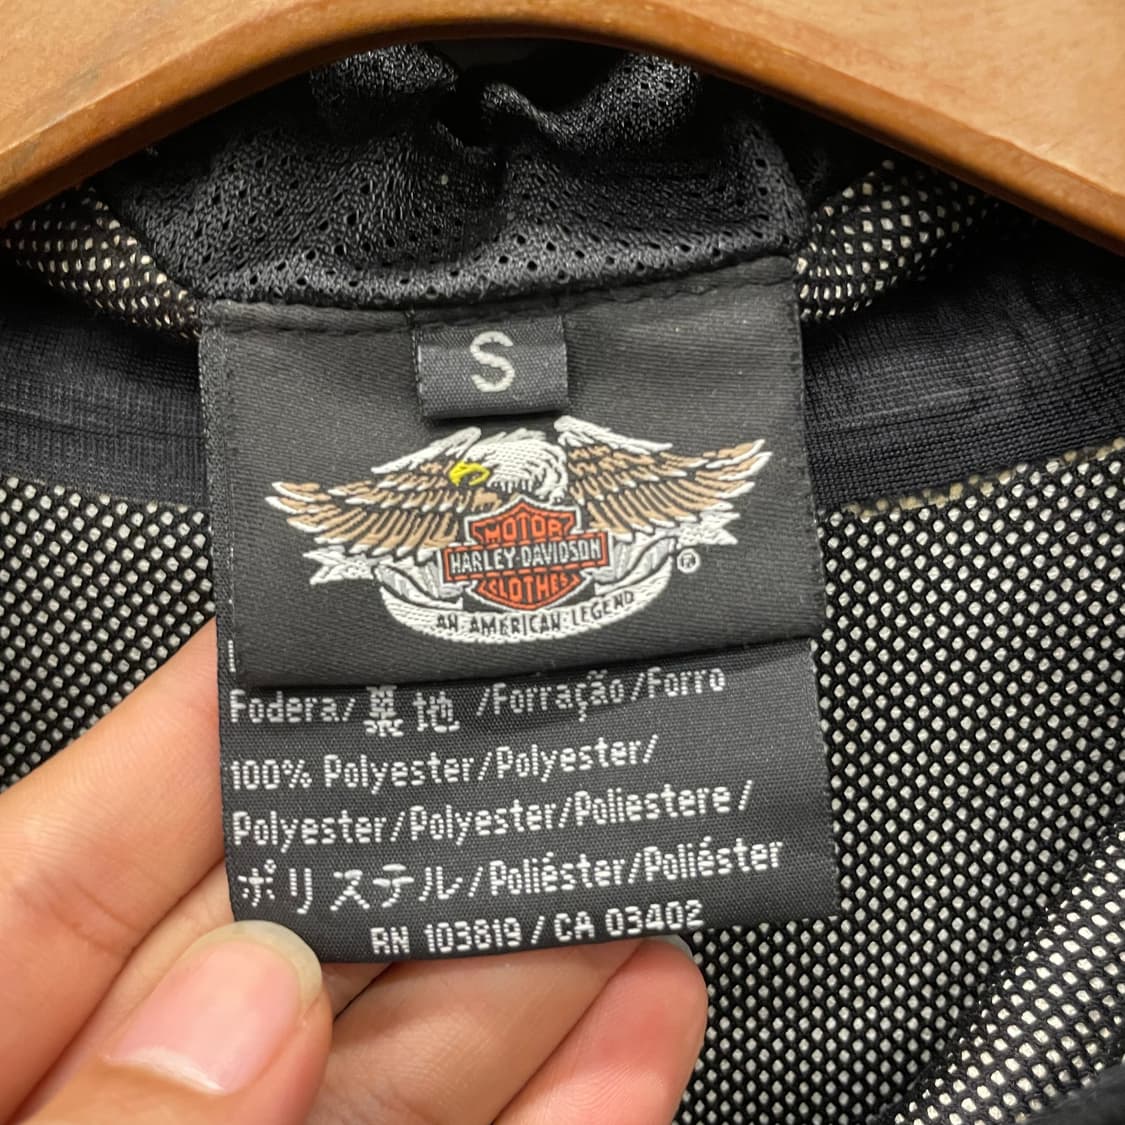 S
MOTOR
HARLEY-DAVIDSON
CLOTHES
®
AN AMERICAN LEGEND
Fodera/ 裏 地 /Forração/Forro
100% Polyester/Polyester/
Polyester/Polyester/Poliestere/
ポリステル/Poliéster/Poliéster
RN 103819 / CA 03402